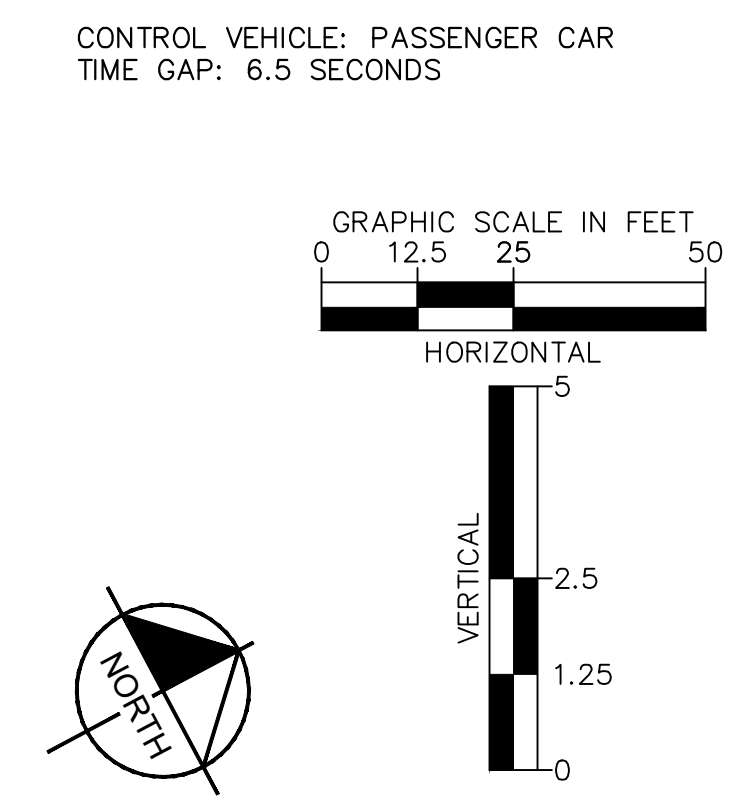 CONTROL VEHICLE: PASSENGER CAR
TIME GAP: 6.5 SECONDS
GRAPHIC SCALE IN FEET
0 12.5 25 50
HORIZONTAL
5
VERTICAL
2.5
1.25
0
NORTH